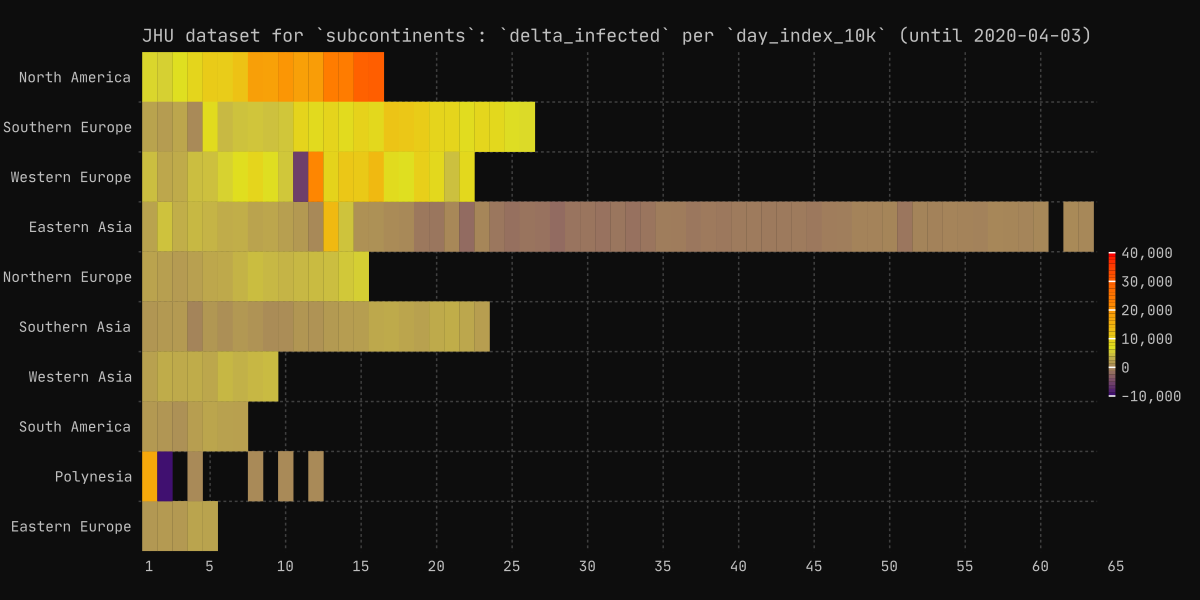 JHU dataset for `subcontinents`: `delta_infected` per `day_index_10k` (until 2020-04-03)
North America
Southern Europe
Western Europe
Eastern Asia
Northern Europe
Southern Asia
Western Asia
South America
Polynesia
Eastern Europe
1 5 10 15 20 25 30 35 40 45 50 55 60 65
40,000
30,000
20,000
10,000
0
-10,000